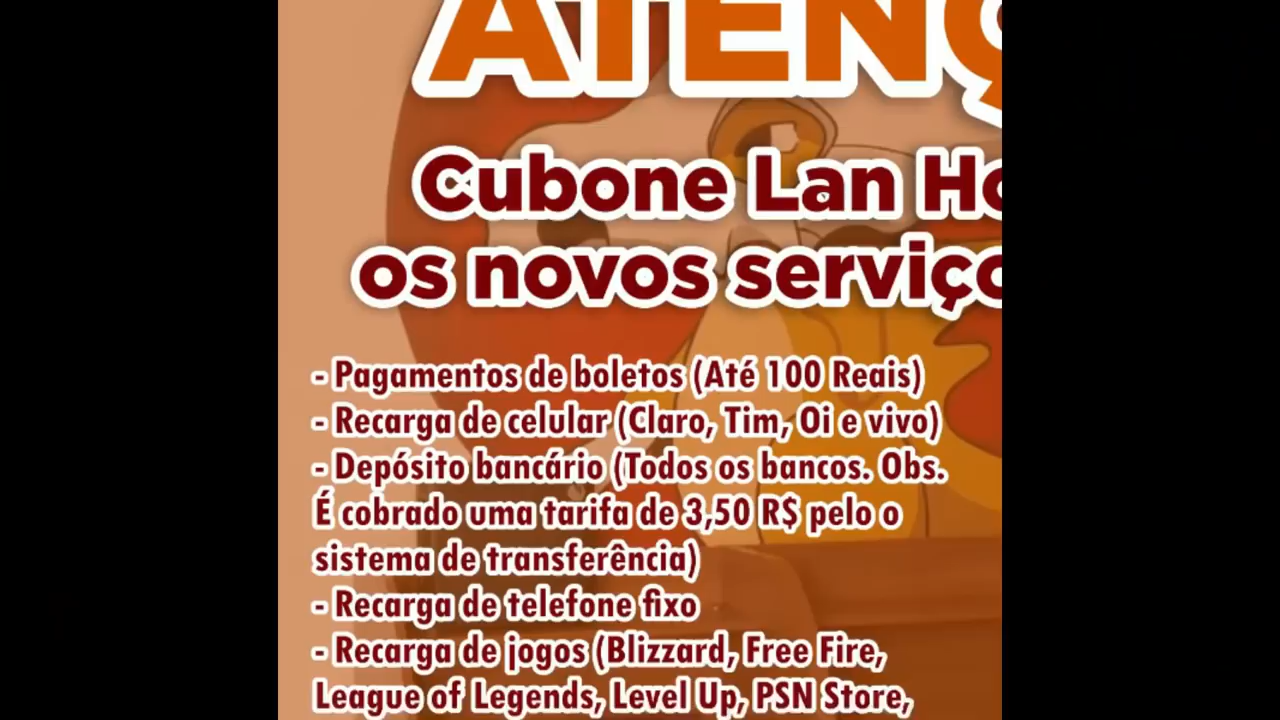 ATENÇ
Cubone Lan Ho
os novos serviço
- Pagamentos de boletos (Até 100 Reais)
- Recarga de celular (Claro, Tim, Oi e vivo)
- Depósito bancário (Todos os bancos. Obs.
É cobrado uma tarifa de 3,50 R$ pelo o
sistema de transferência)
- Recarga de telefone fixo
- Recarga de jogos (Blizzard, Free Fire,
League of Legends, Level Up, PSN Store,